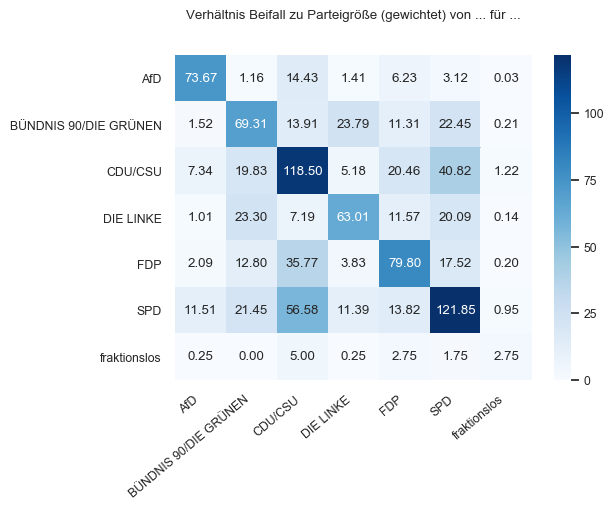 Verhältnis Beifall zu Parteigröße (gewichtet) von ... für ...
AfD 73.67 1.16 14.43 1.41 6.23 3.12 0.03
BÜNDNIS 90/DIE GRÜNEN 1.52 69.31 13.91 23.79 11.31 22.45 0.21
CDU/CSU 7.34 19.83 118.50 5.18 20.46 40.82 1.22
DIE LINKE 1.01 23.30 7.19 63.01 11.57 20.09 0.14
FDP 2.09 12.80 35.77 3.83 79.80 17.52 0.20
SPD 11.51 21.45 56.58 11.39 13.82 121.85 0.95
fraktionslos 0.25 0.00 5.00 0.25 2.75 1.75 2.75
AfD
BÜNDNIS 90/DIE GRÜNEN
CDU/CSU
DIE LINKE
FDP
SPD
fraktionslos
100
75
50
25
0